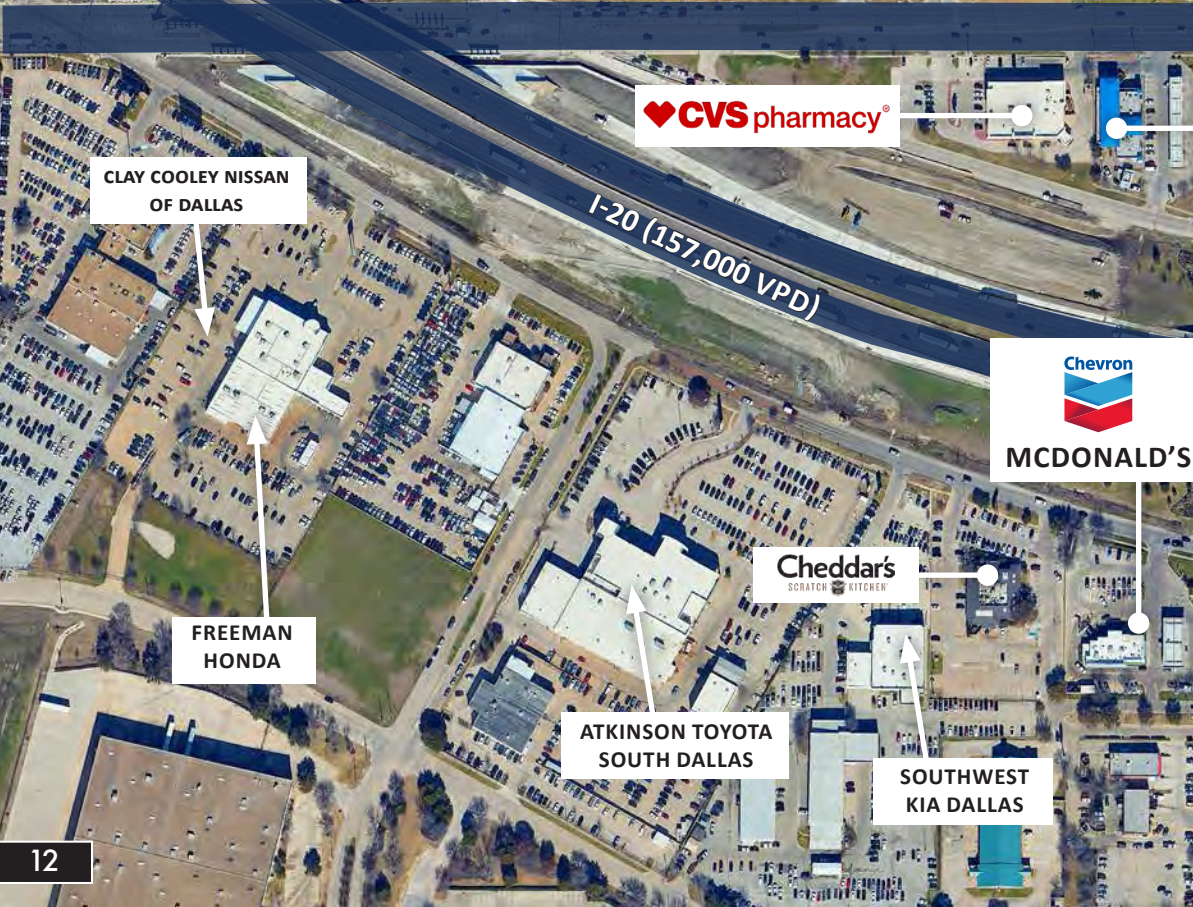 CVS pharmacy®
CLAY COOLEY NISSAN
OF DALLAS
I-20 (157,000 VPD)
Chevron
MCDONALD'S
Cheddar's
SCRATCH KITCHEN
FREEMAN
HONDA
ATKINSON TOYOTA
SOUTH DALLAS
SOUTHWEST
KIA DALLAS
12